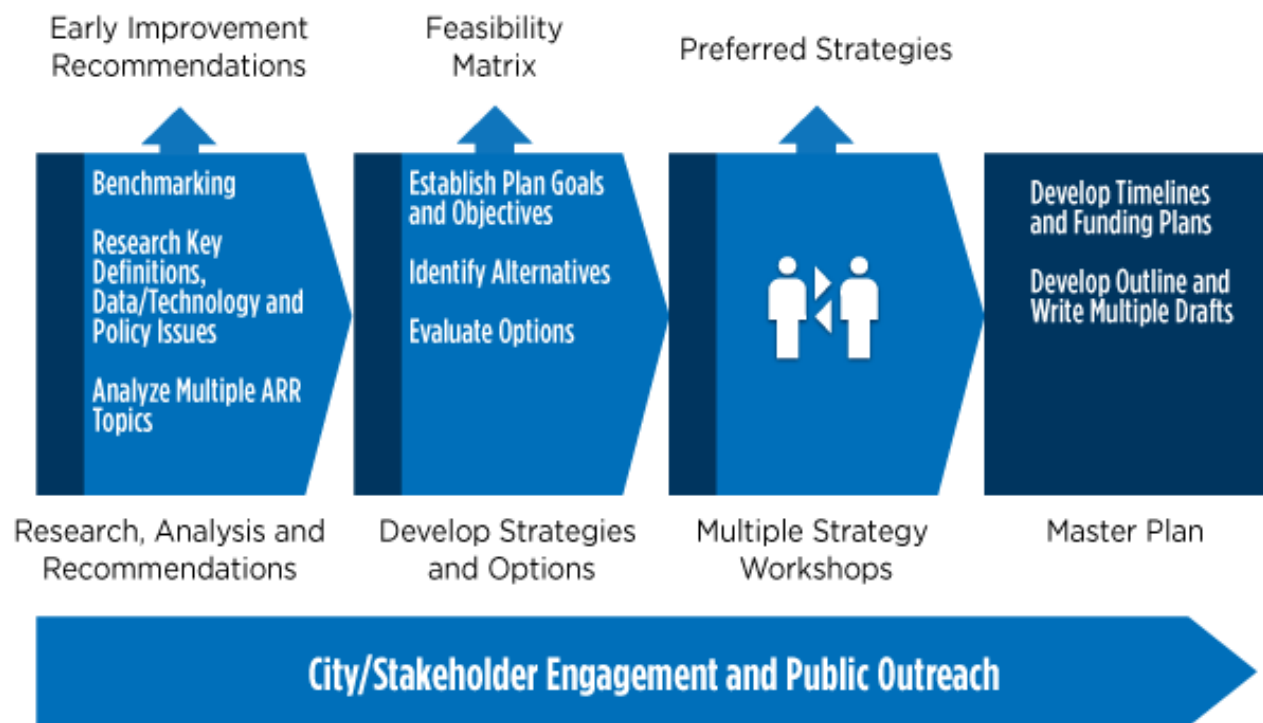 Early Improvement
Recommendations
Feasibility
Matrix
Preferred Strategies
Benchmarking
Research Key
Definitions,
Data/Technology and
Policy Issues
Analyze Multiple ARR
Topics
Establish Plan Goals
and Objectives
Identify Alternatives
Evaluate Options
Develop Timelines
and Funding Plans
Develop Outline and
Write Multiple Drafts
Research, Analysis and
Recommendations
Develop Strategies
and Options
Multiple Strategy
Workshops
Master Plan
City/Stakeholder Engagement and Public Outreach